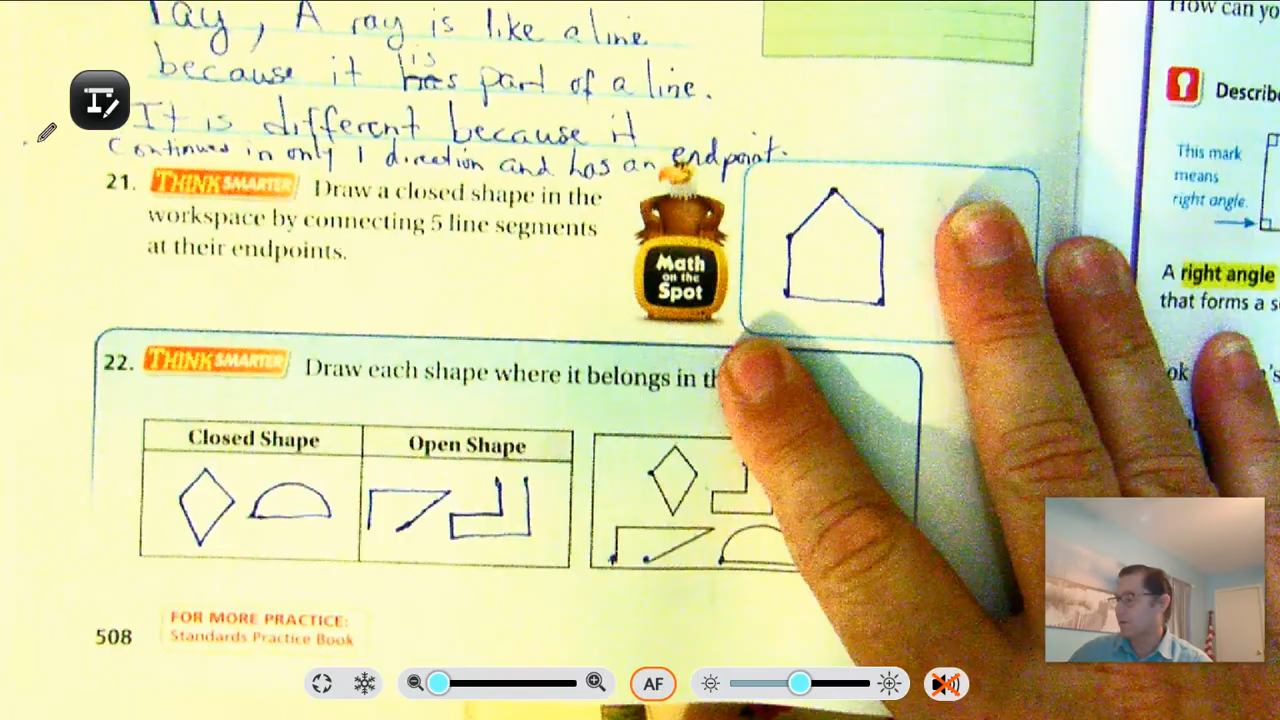 ray, A ray is like a line
because it is part of a line.
It is different because it
Continues in only 1 direction and has an endpoint.
21. THINK SMARTER Draw a closed shape in the
workspace by connecting 5 line segments
at their endpoints.
Math
on the
Spot
22. THINK SMARTER Draw each shape where it belongs in
Closed Shape Open Shape
508
FOR MORE PRACTICE:
Standards Practice Book
How can
Describe
This mark
means
right angle.
A right angle
that forms a
AF